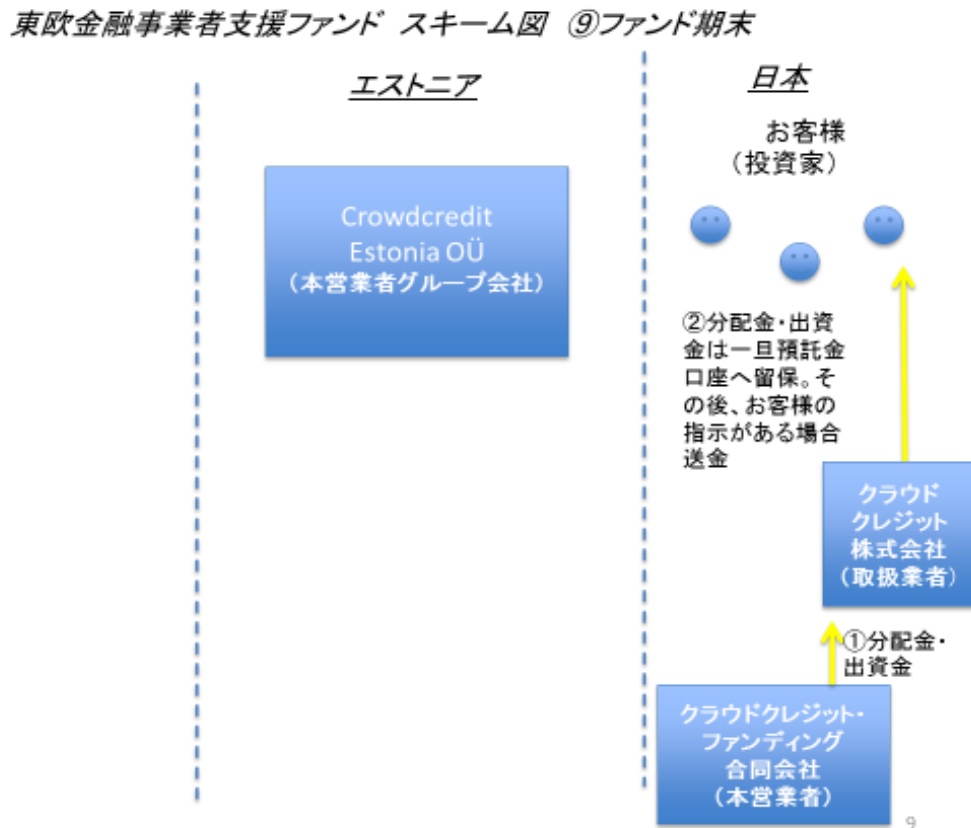 東欧金融事業者支援ファンド スキーム図 ⑨ファンド期末
エストニア
日本
お客様
（投資家）
Crowdcredit
Estonia OÜ
（本営業者グループ会社）
②分配金・出資
金は一旦預託金
口座へ留保。そ
の後、お客様の
指示がある場合
送金
クラウド
クレジット
株式会社
（取扱業者）
①分配金・
出資金
クラウドクレジット・
ファンディング
合同会社
（本営業者）
9